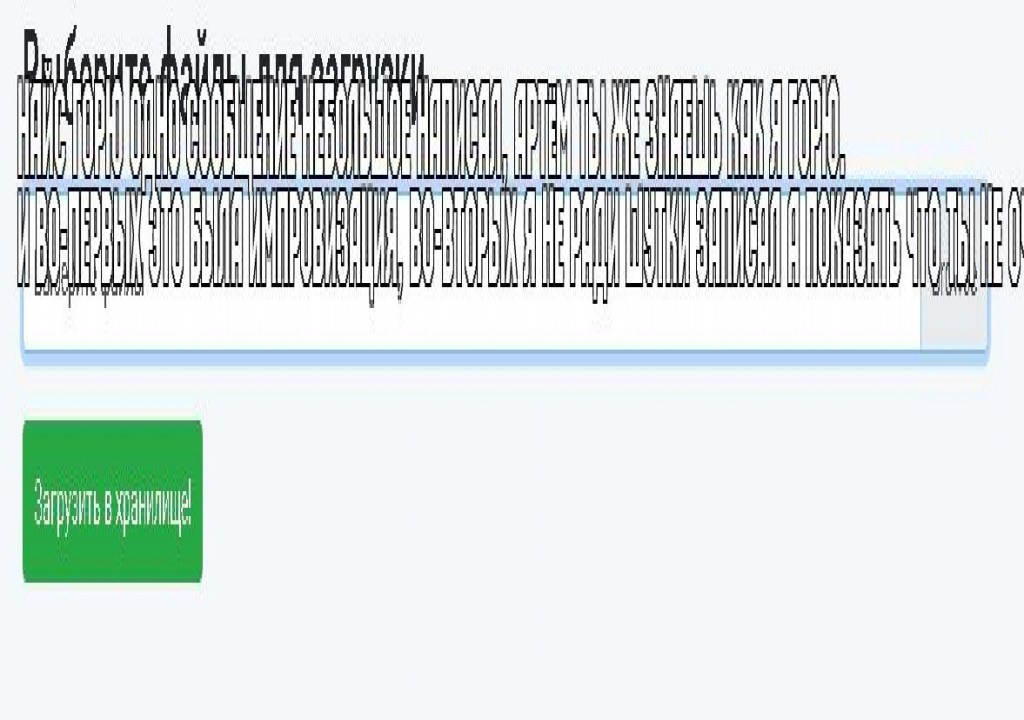 Выберите файлы для загрузки
НАЙС ГОРЮ ОДНО СООБЩЕНИЕ НЕБОЛЬШОЕ НАПИСАЛ, АРТЁМ ТЫ ЖЕ ЗНАЕШЬ КАК Я ГОРЮ.
И ВО-ПЕРВЫХ ЭТО БЫЛА ИМПРОВИЗАЦИЯ, ВО-ВТОРЫХ Я НЕ РАДИ ШУТКИ ЗАПИСАЛ А ПОКАЗАТЬ ЧТО ТЫ НЕ
Выберите файлы
Browse
Загрузить в хранилище!